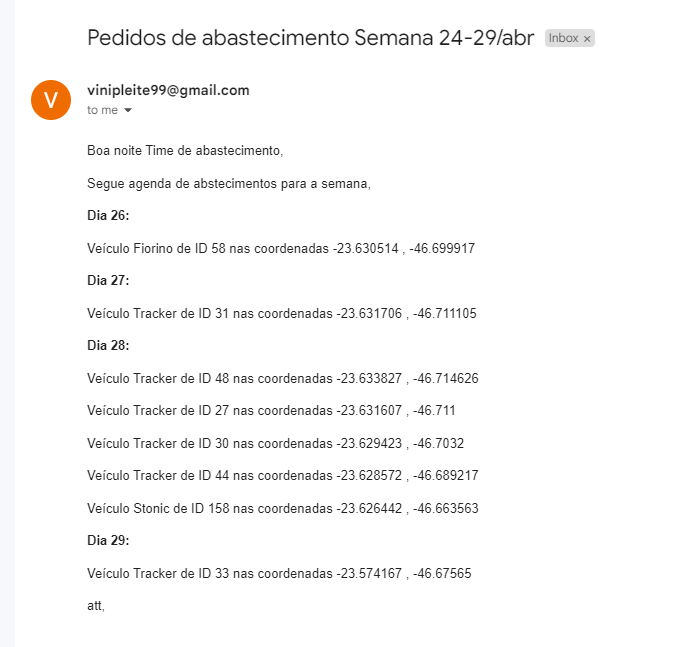 Pedidos de abastecimento Semana 24-29/abr Inbox ×
V
vinipleite99@gmail.com
to me
Boa noite Time de abastecimento,
Segue agenda de abstecimentos para a semana,
Dia 26:
Veículo Fiorino de ID 58 nas coordenadas -23.630514 , -46.699917
Dia 27:
Veículo Tracker de ID 31 nas coordenadas -23.631706 , -46.711105
Dia 28:
Veículo Tracker de ID 48 nas coordenadas -23.633827 , -46.714626
Veículo Tracker de ID 27 nas coordenadas -23.631607 , -46.711
Veículo Tracker de ID 30 nas coordenadas -23.629423 , -46.7032
Veículo Tracker de ID 44 nas coordenadas -23.628572 , -46.689217
Veículo Stonic de ID 158 nas coordenadas -23.626442 , -46.663563
Dia 29:
Veículo Tracker de ID 33 nas coordenadas -23.574167 , -46.67565
att,